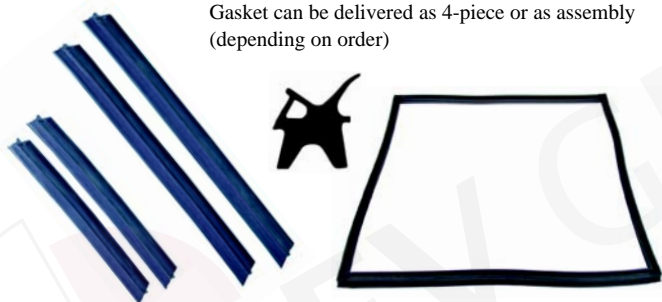 Gasket can be delivered as 4-piece or as assembly
(depending on order)